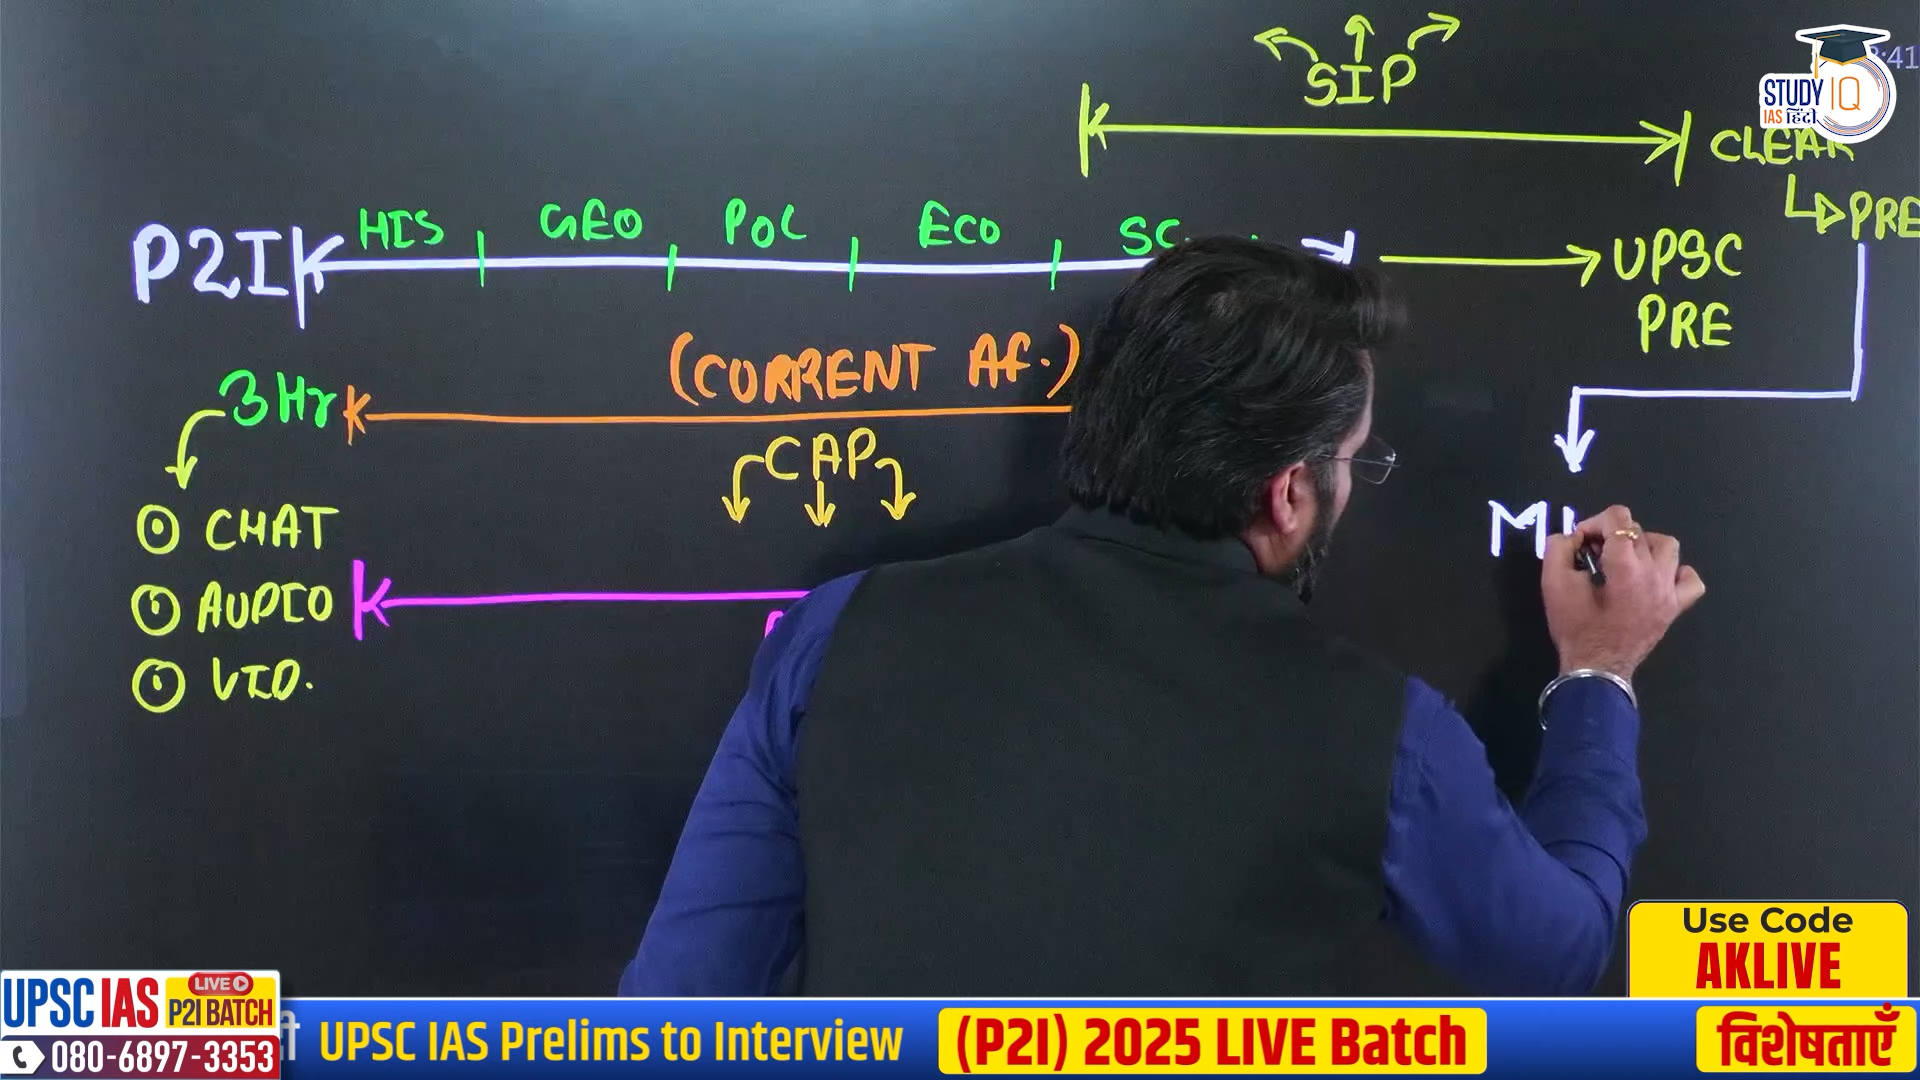 SIP
:41
STUDY IQ
IAS हिंदी
CLEAR
PRE
P2I HIS GEO POL ECO SC
UPSC
PRE
(CURRENT Af.)
3Hr
CAP
CHAT
AUDIO
VID.
M
Use Code
AKLIVE
LIVE
UPSC IAS P2I BATCH
080-6897-3353
UPSC IAS Prelims to Interview (P2I) 2025 LIVE Batch विशेषताएँ